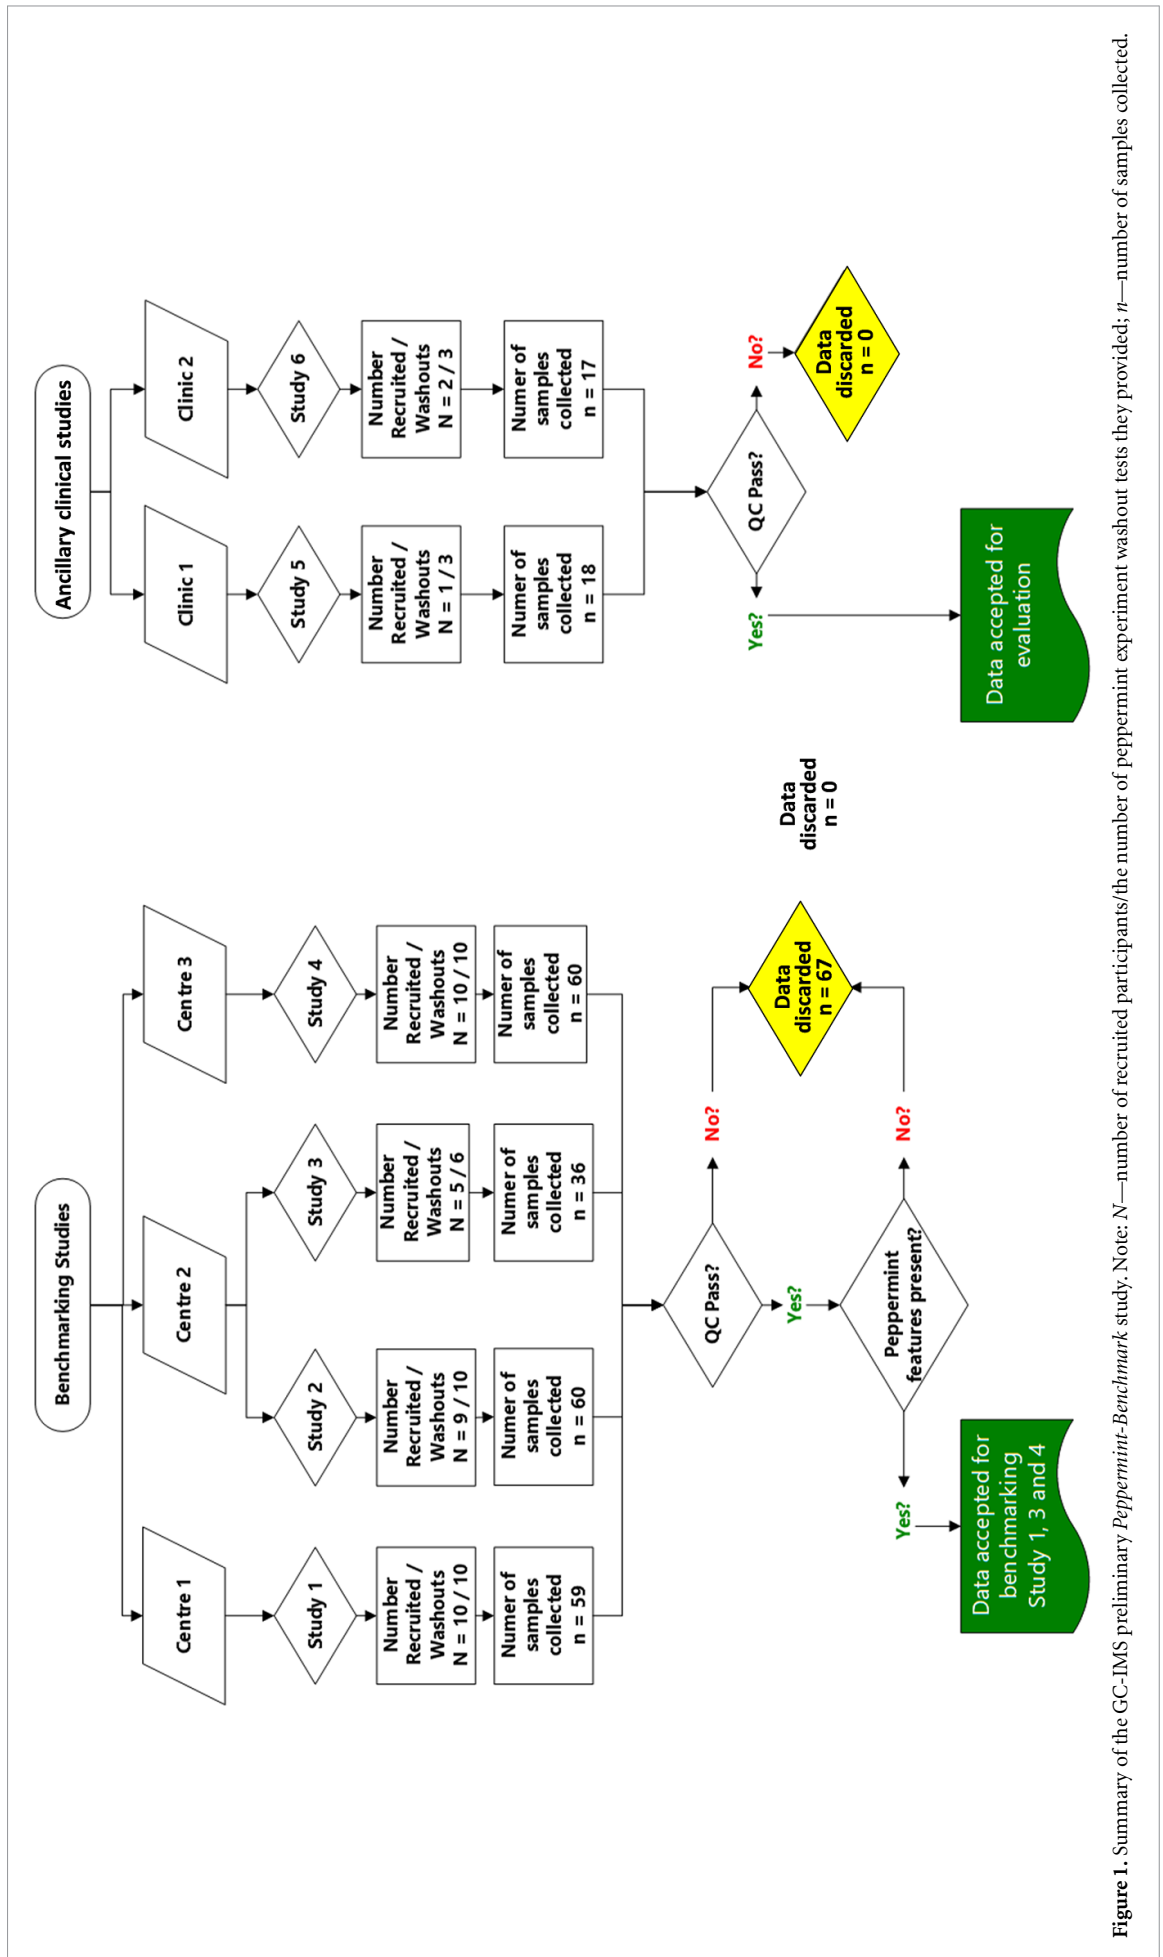 Benchmarking Studies
Centre 1
Centre 2
Centre 3
Study 1
Study 2
Study 3
Study 4
Number
Recruited /
Washouts
N = 10 / 10
Number
Recruited /
Washouts
N = 9 / 10
Number
Recruited /
Washouts
N = 5 / 6
Number
Recruited /
Washouts
N = 10 / 10
Numer of
samples
collected
n = 59
Numer of
samples
collected
n = 60
Numer of
samples
collected
n = 36
Numer of
samples
collected
n = 60
QC Pass?
No?
Yes?
Data
discarded
n = 67
Peppermint
features present?
No?
Yes?
Data accepted for
benchmarking
Study 1, 3 and 4
Data
discarded
n = 0
Ancillary clinical studies
Clinic 1
Clinic 2
Study 5
Study 6
Number
Recruited /
Washouts
N = 1 / 3
Number
Recruited /
Washouts
N = 2 / 3
Numer of
samples
collected
n = 18
Numer of
samples
collected
n = 17
QC Pass?
Yes?
No?
Data
discarded
n = 0
Data accepted for
evaluation
Figure 1. Summary of the GC-IMS preliminary Peppermint-Benchmark study. Note: N—number of recruited participants/the number of peppermint experiment washout tests they provided; n—number of samples collected.